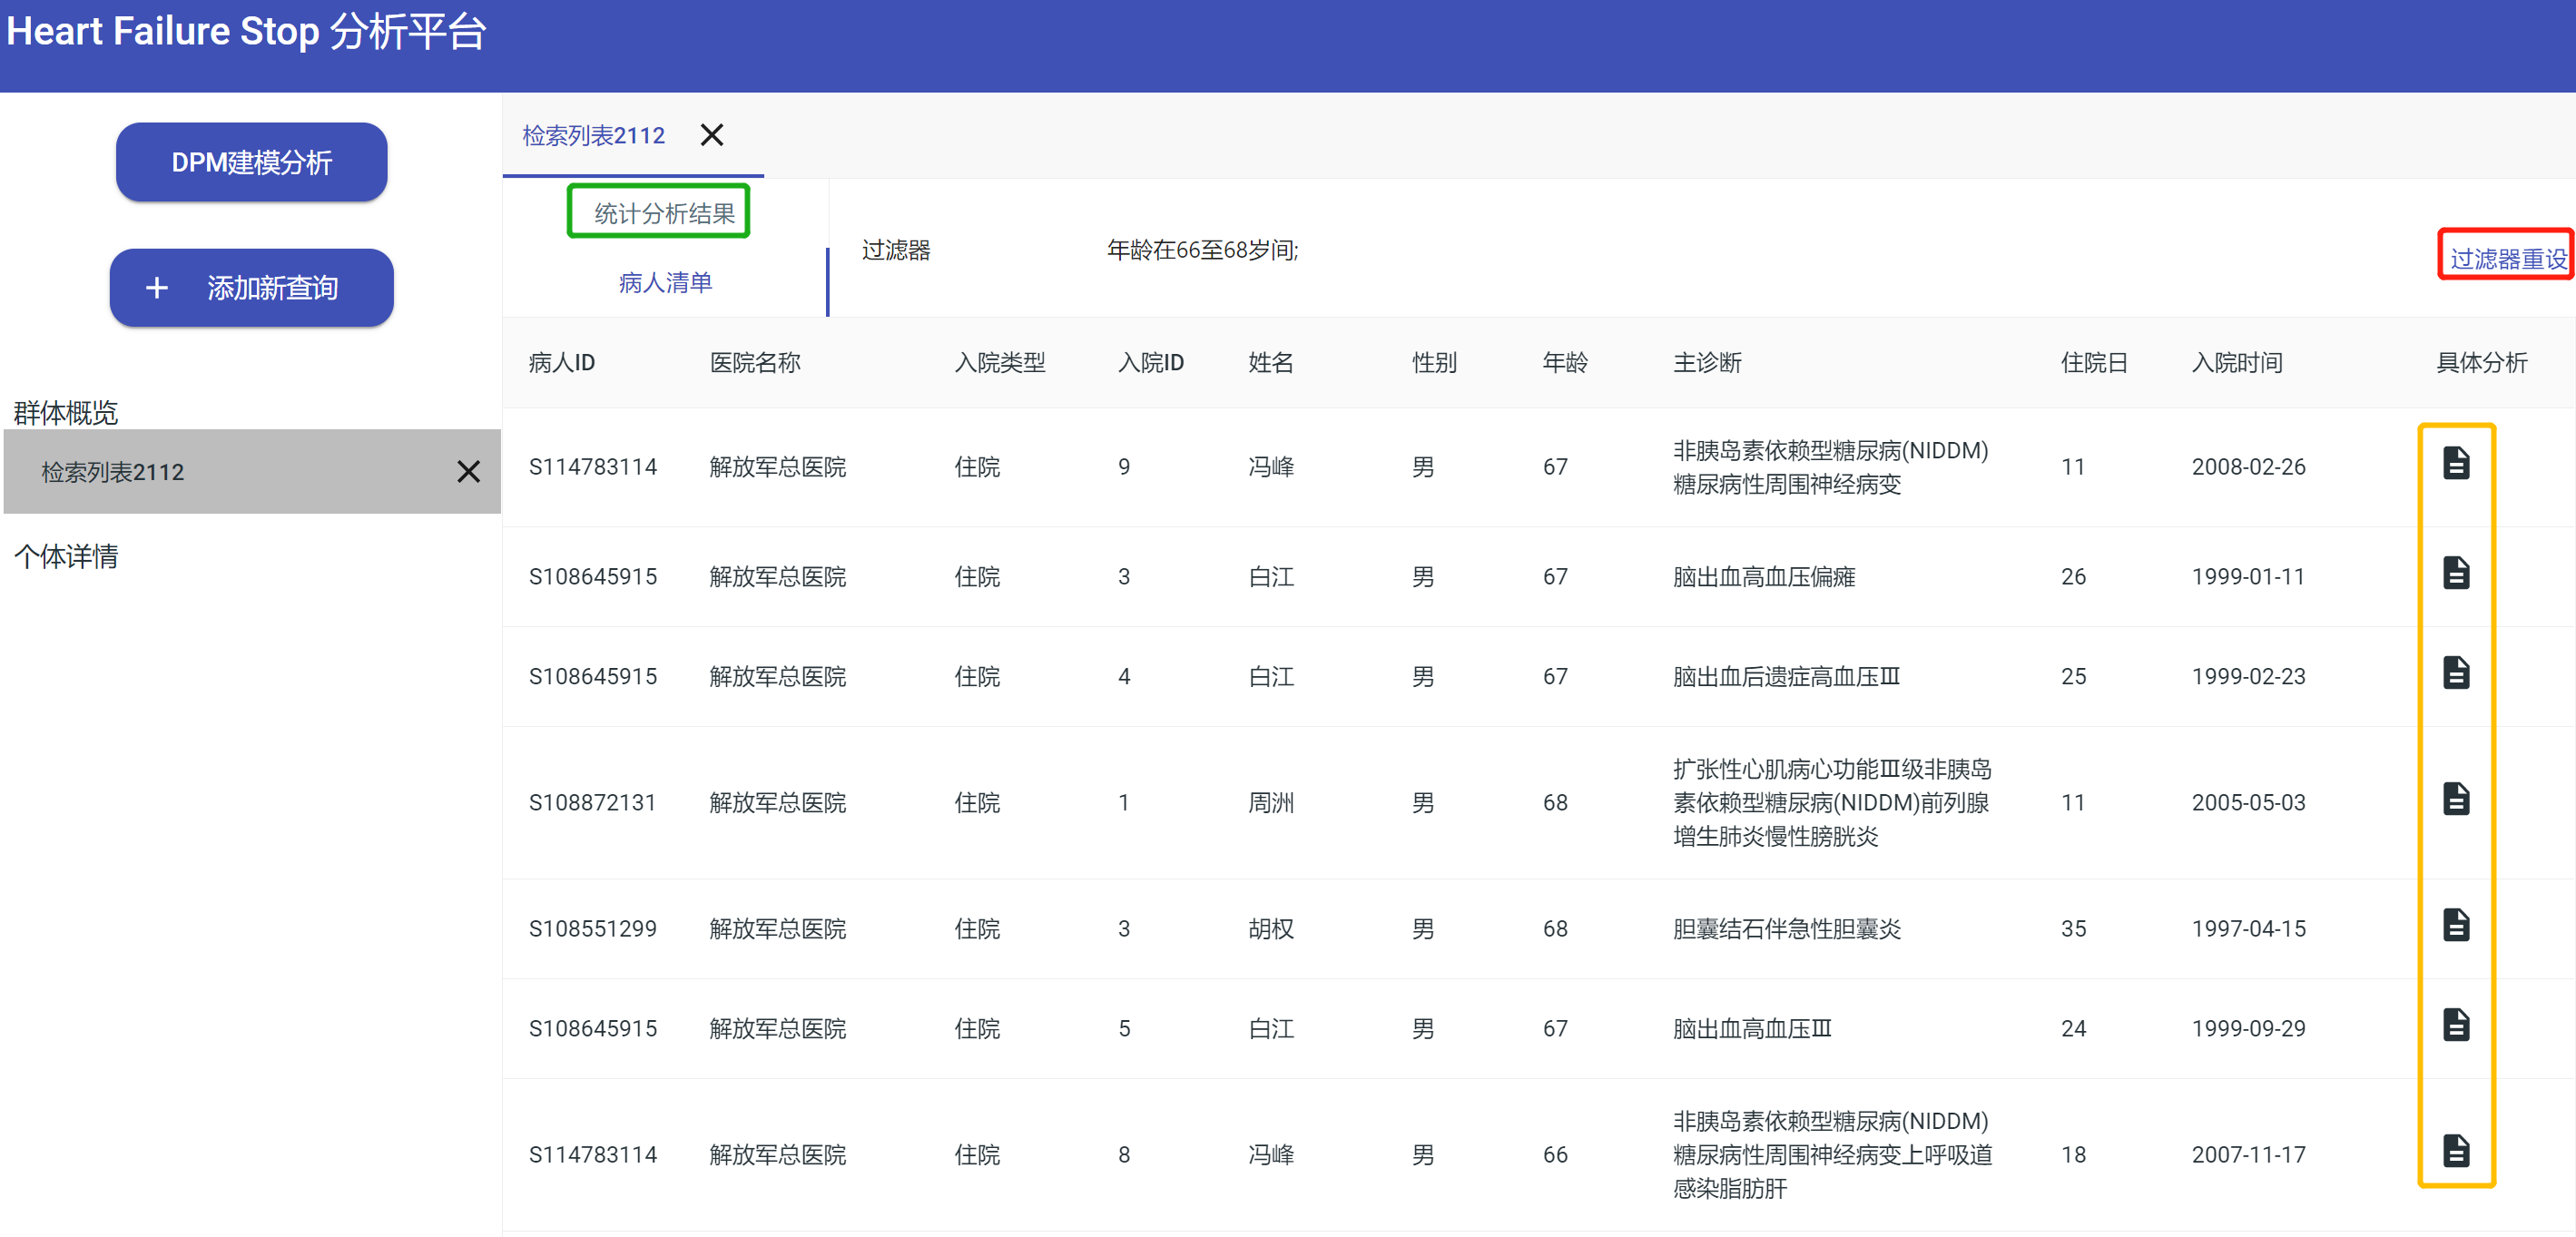 Heart Failure Stop 分析平台
DPM建模分析
+ 添加新查询
群体概览
检索列表2112
个体详情
检索列表2112
统计分析结果
病人清单
过滤器 年龄在66至68岁间;
过滤器重设
病人ID 医院名称 入院类型 入院ID 姓名 性别 年龄 主诊断 住院日 入院时间 具体分析
S114783114 解放军总医院 住院 9 冯峰 男 67 非胰岛素依赖型糖尿病(NIDDM) 11 2008-02-26
糖尿病性周围神经病变
S108645915 解放军总医院 住院 3 白江 男 67 脑出血高血压偏瘫 26 1999-01-11
S108645915 解放军总医院 住院 4 白江 男 67 脑出血后遗症高血压Ⅲ 25 1999-02-23
扩张性心肌病心功能Ⅲ级非胰岛
S108872131 解放军总医院 住院 1 周洲 男 68 素依赖型糖尿病(NIDDM)前列腺 11 2005-05-03
增生肺炎慢性膀胱炎
S108551299 解放军总医院 住院 3 胡权 男 68 胆囊结石伴急性胆囊炎 35 1997-04-15
S108645915 解放军总医院 住院 5 白江 男 67 脑出血高血压Ⅲ 24 1999-09-29
非胰岛素依赖型糖尿病(NIDDM)
S114783114 解放军总医院 住院 8 冯峰 男 66 糖尿病性周围神经病变上呼吸道 18 2007-11-17
感染脂肪肝